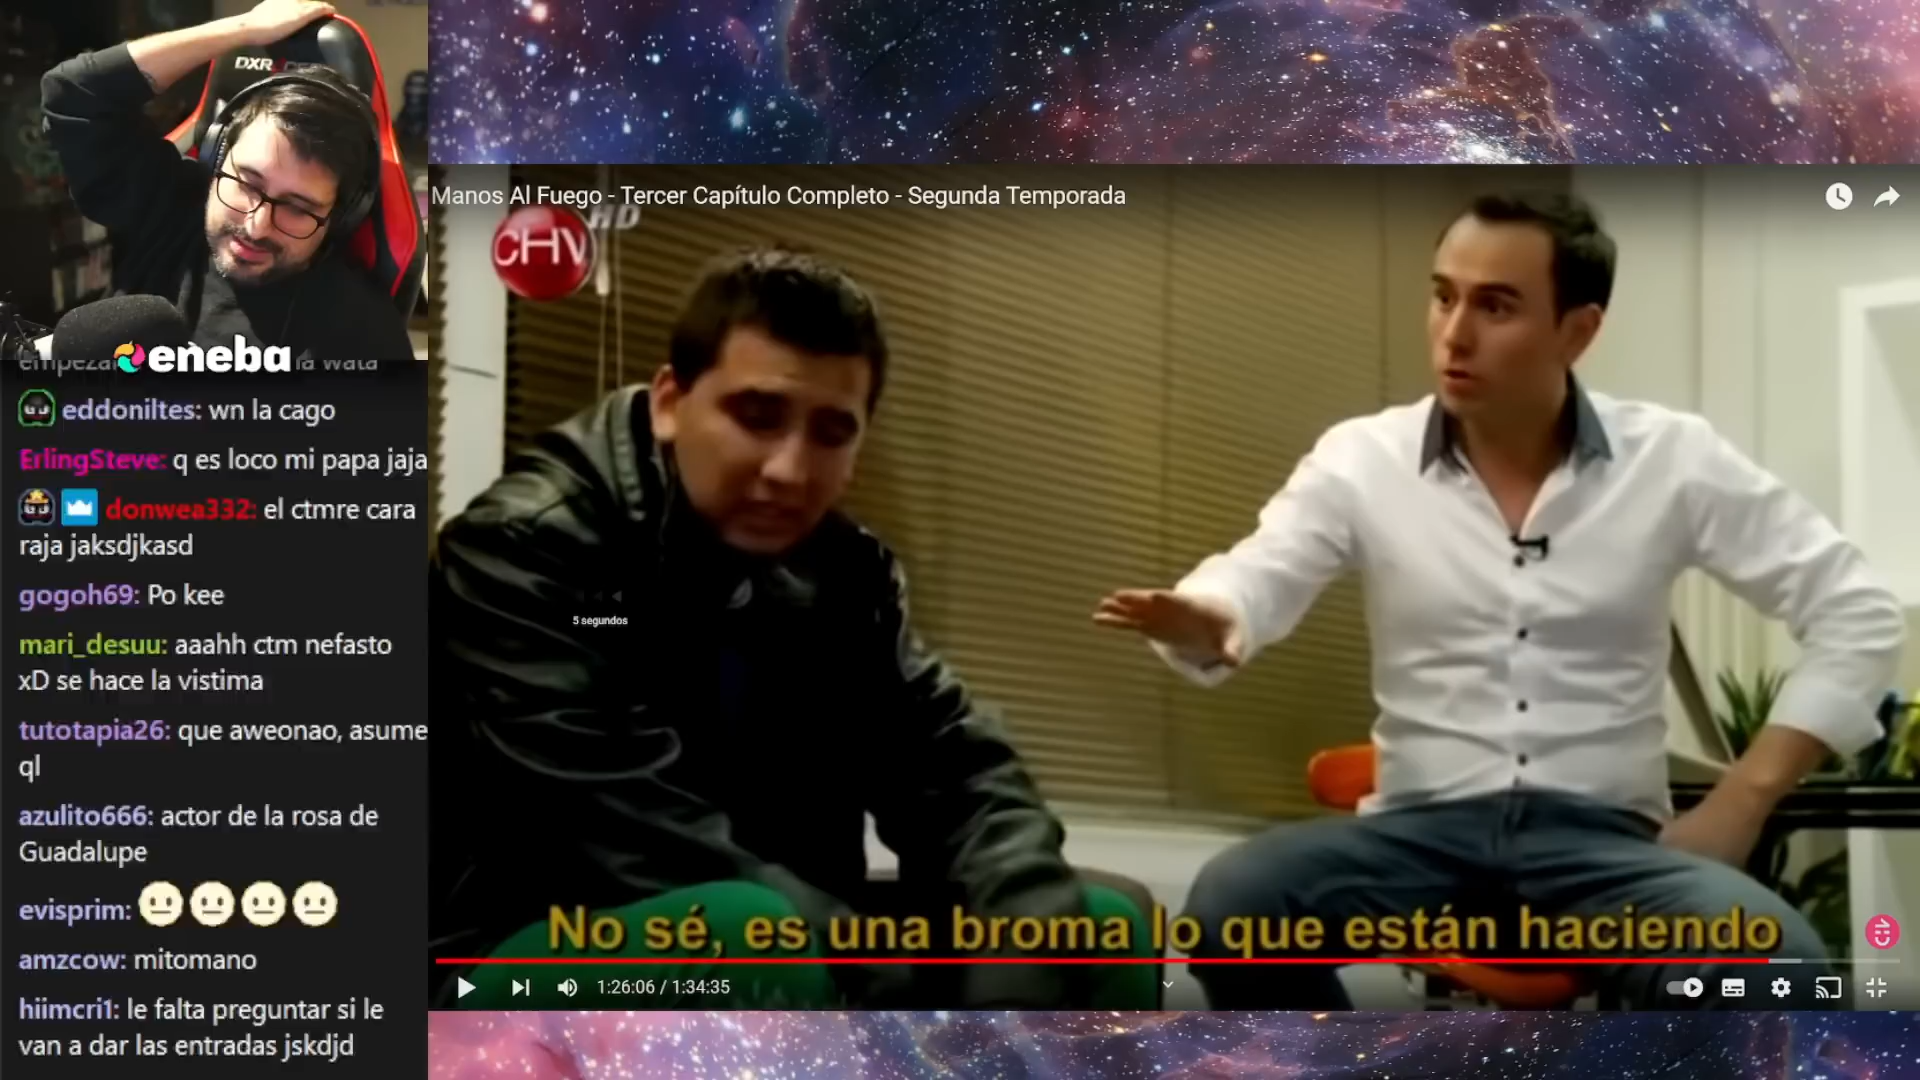 DXR
eneba
la wata
eddoniltes: wn la cago
ErlingSteve: q es loco mi papa jaja
donwea332: el ctmre cara
raja jaksdjkasd
gogoh69: Po kee
mari_desuu: aaahh ctm nefasto
xD se hace la vistima
tutotapia26: que aweonao, asume
ql
azulito666: actor de la rosa de
Guadalupe
evisprim:
amzcow: mitomano
hiimcri1: le falta preguntar si le
van a dar las entradas jskdjd
Manos Al Fuego - Tercer Capítulo Completo - Segunda Temporada
CHV
HD
5 segundos
No sé, es una broma lo que están haciendo
1:26:06 / 1:34:35